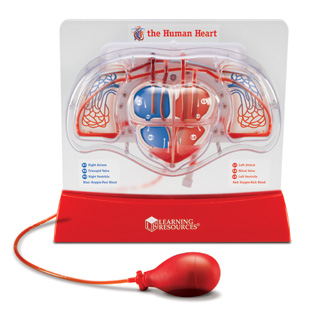 the Human Heart
Right Atrium
Tricuspid Valve
Right Ventricle
Blue: Oxygen-Poor Blood
Left Atrium
Mitral Valve
Left Ventricle
Red: Oxygen-Rich Blood
LEARNING
RESOURCES®